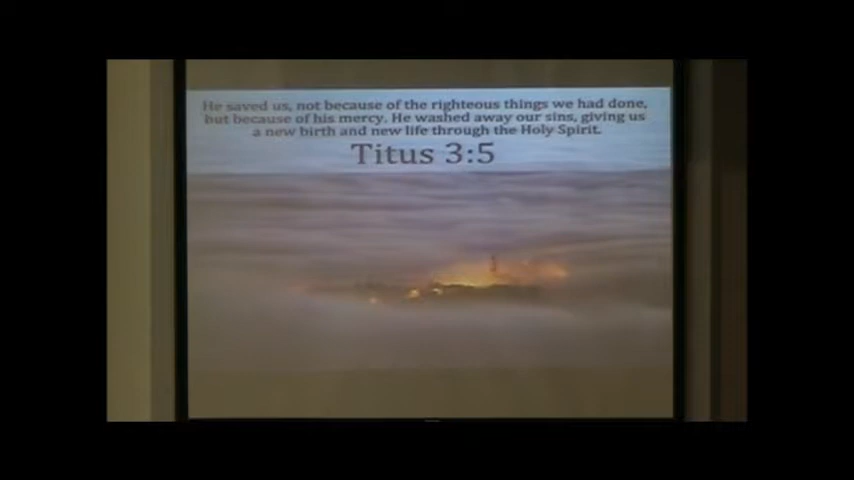 He saved us, not because of the righteous things we had done,
but because of his mercy. He washed away our sins, giving us
a new birth and new life through the Holy Spirit.
Titus 3:5